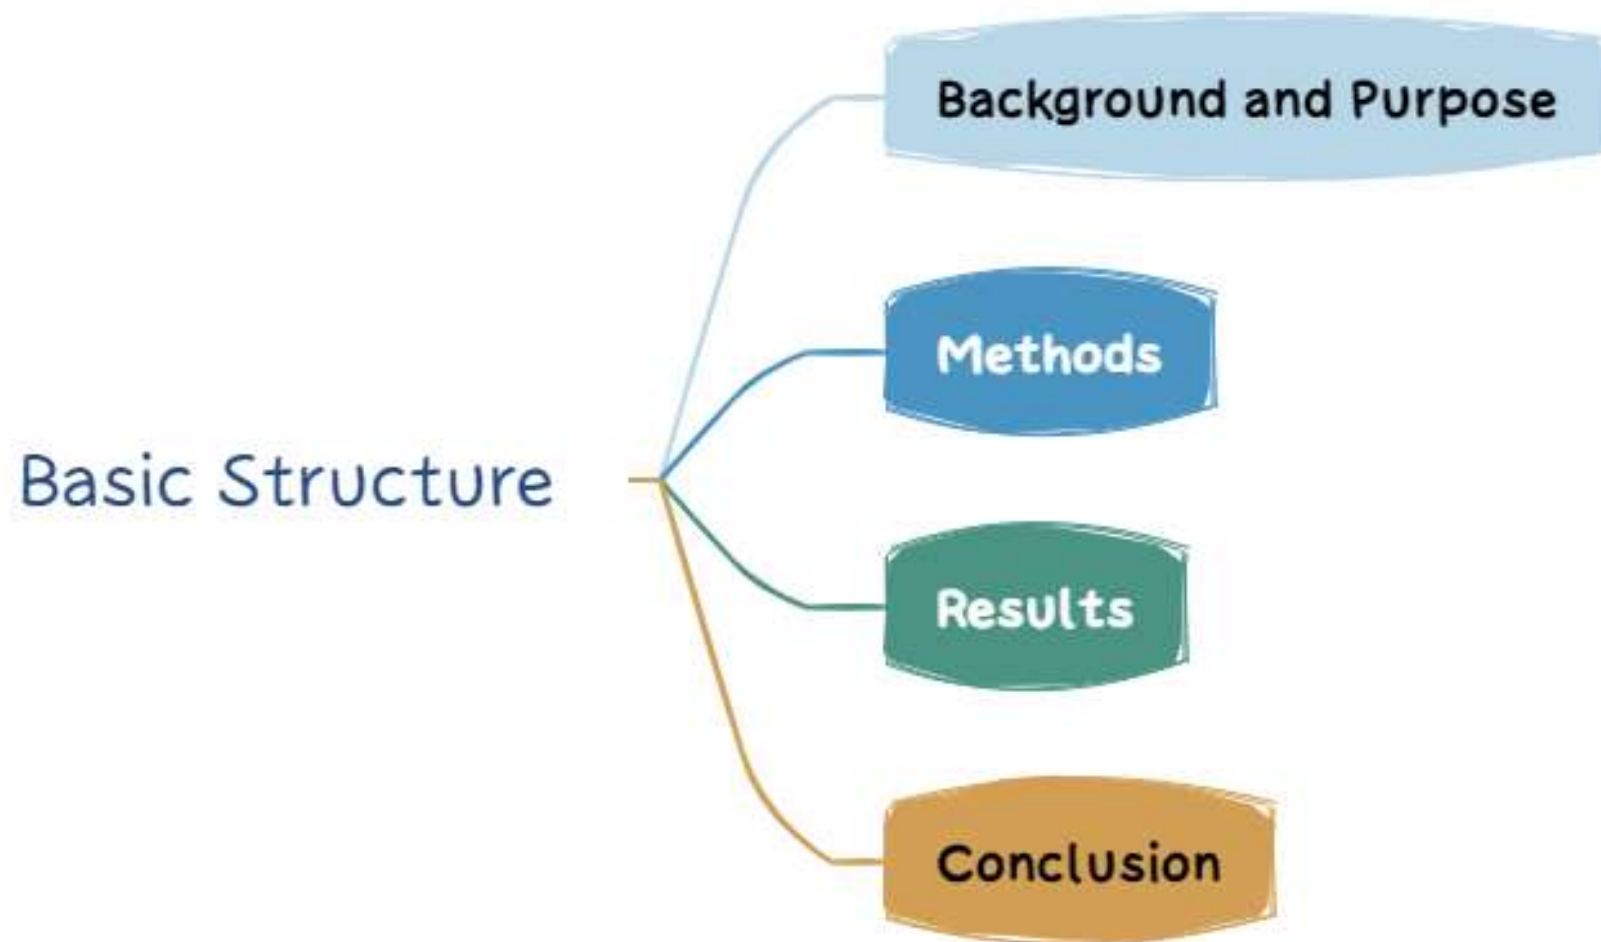 Basic Structure
Background and Purpose
Methods
Results
Conclusion